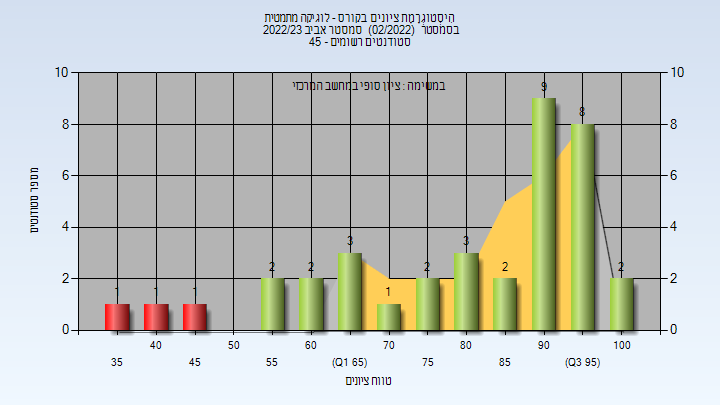 היסטוגרמת ציונים בקורס - לוגיקה מתמטית
בסמסטר (02/2022) סמסטר אביב 2022/23
סטודנטים רשומים - 45
במשימה : ציון סופי במחשב המרכזי
10 10
8 8
6 6
4 4
2 2
0 0
1 1 1 2 2 3 1 2 3 2 9 8 2
מספר סטודנטים
40 50 60 70 80 90 100
35 45 55 (Q1 65) 75 85 (Q3 95)
טווח ציונים